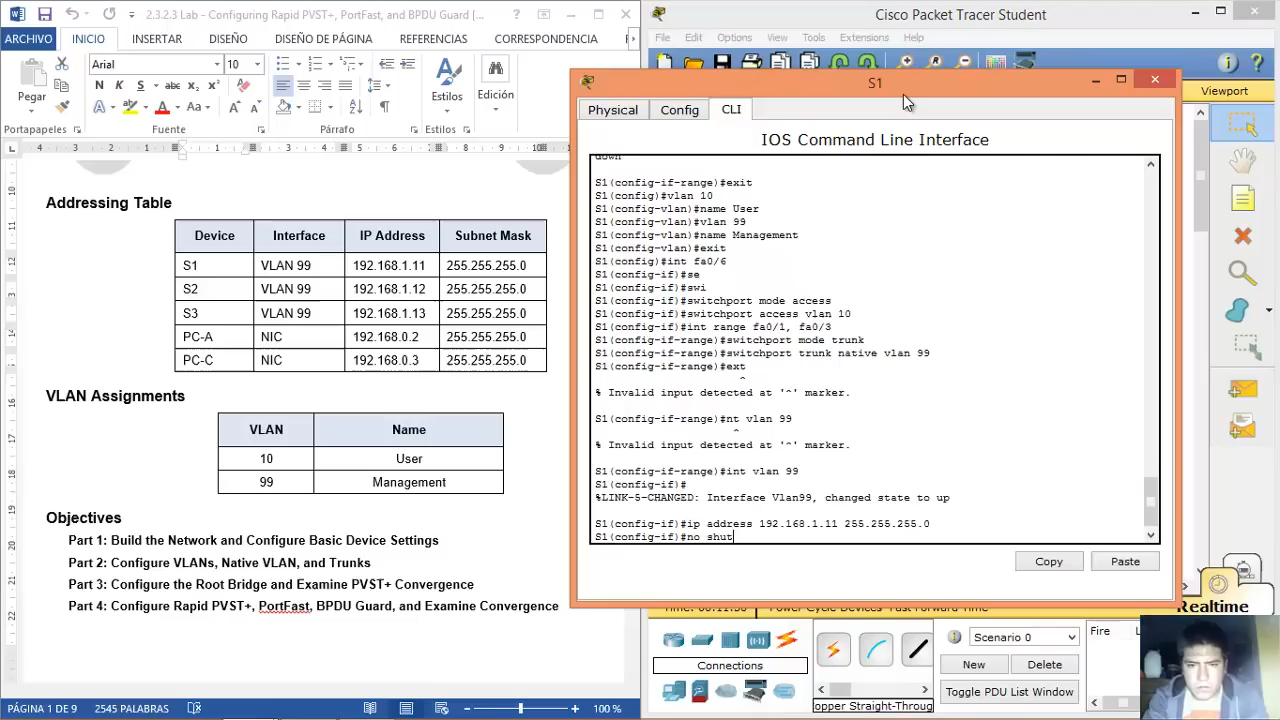 2.3.2.3 Lab - Configuring Rapid PVST+, PortFast, and BPDU Guard [...
ARCHIVO
INICIO
INSERTAR
DISEÑO
DISEÑO DE PÁGINA
REFERENCIAS
CORRESPONDENCIA
Pegar
Arial
10
N K S
Estilos
Edición
Portapapeles
Fuente
Párrafo
Estilos
Addressing Table
Device Interface IP Address Subnet Mask
S1 VLAN 99 192.168.1.11 255.255.255.0
S2 VLAN 99 192.168.1.12 255.255.255.0
S3 VLAN 99 192.168.1.13 255.255.255.0
PC-A NIC 192.168.0.2 255.255.255.0
PC-C NIC 192.168.0.3 255.255.255.0
VLAN Assignments
VLAN Name
10 User
99 Management
Objectives
Part 1: Build the Network and Configure Basic Device Settings
Part 2: Configure VLANs, Native VLAN, and Trunks
Part 3: Configure the Root Bridge and Examine PVST+ Convergence
Part 4: Configure Rapid PVST+, PortFast, BPDU Guard, and Examine Convergence
PÁGINA 1 DE 9
2545 PALABRAS
100 %
Cisco Packet Tracer Student
File Edit Options View Tools Extensions Help
Viewport
S1
Physical
Config
CLI
IOS Command Line Interface
down
S1(config-if-range)#exit
S1(config)#vlan 10
S1(config-vlan)#name User
S1(config-vlan)#vlan 99
S1(config-vlan)#name Management
S1(config-vlan)#exit
S1(config)#int fa0/6
S1(config-if)#se
S1(config-if)#swi
S1(config-if)#switchport mode access
S1(config-if)#switchport access vlan 10
S1(config-if)#int range fa0/1, fa0/3
S1(config-if-range)#switchport mode trunk
S1(config-if-range)#switchport trunk native vlan 99
S1(config-if-range)#ext
^
% Invalid input detected at '^' marker.
S1(config-if-range)#nt vlan 99
^
% Invalid input detected at '^' marker.
S1(config-if-range)#int vlan 99
S1(config-if)#
%LINK-5-CHANGED: Interface Vlan99, changed state to up
S1(config-if)#ip address 192.168.1.11 255.255.255.0
S1(config-if)#no shut
Copy
Paste
Realtime
Connections
Scenario 0
New
Delete
Toggle PDU List Window
Fire
opper Straight-Throug